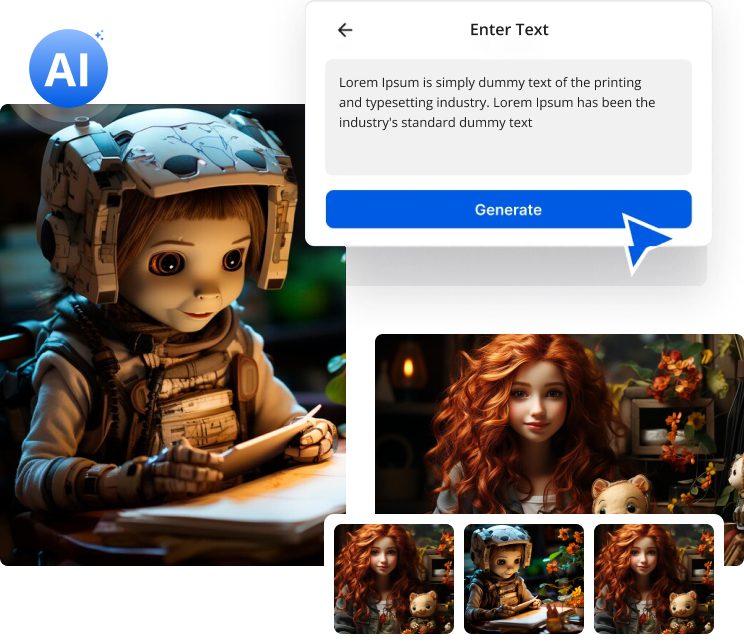 AI
Enter Text
Lorem Ipsum is simply dummy text of the printing
and typesetting industry. Lorem Ipsum has been the
industry's standard dummy text
Generate